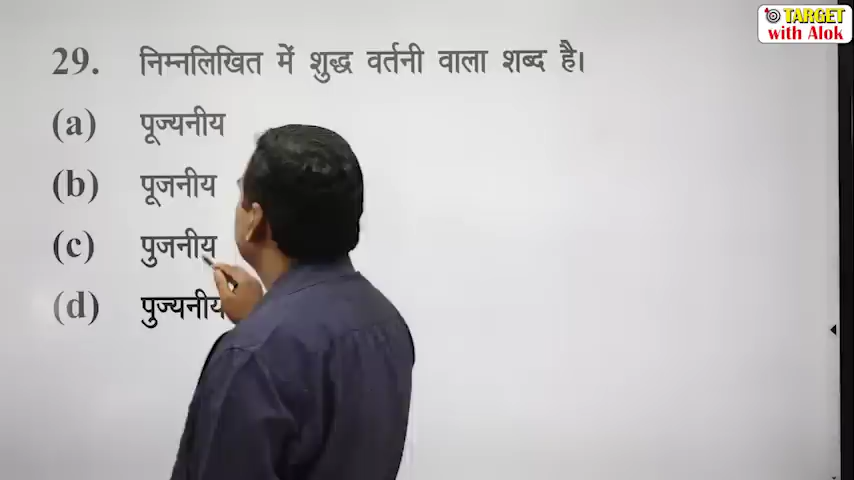 TARGET
with Alok
29. निम्नलिखित में शुद्ध वर्तनी वाला शब्द है।
(a) पूज्यनीय
(b) पूजनीय
(c) पुजनीय
(d) पुज्यनीय